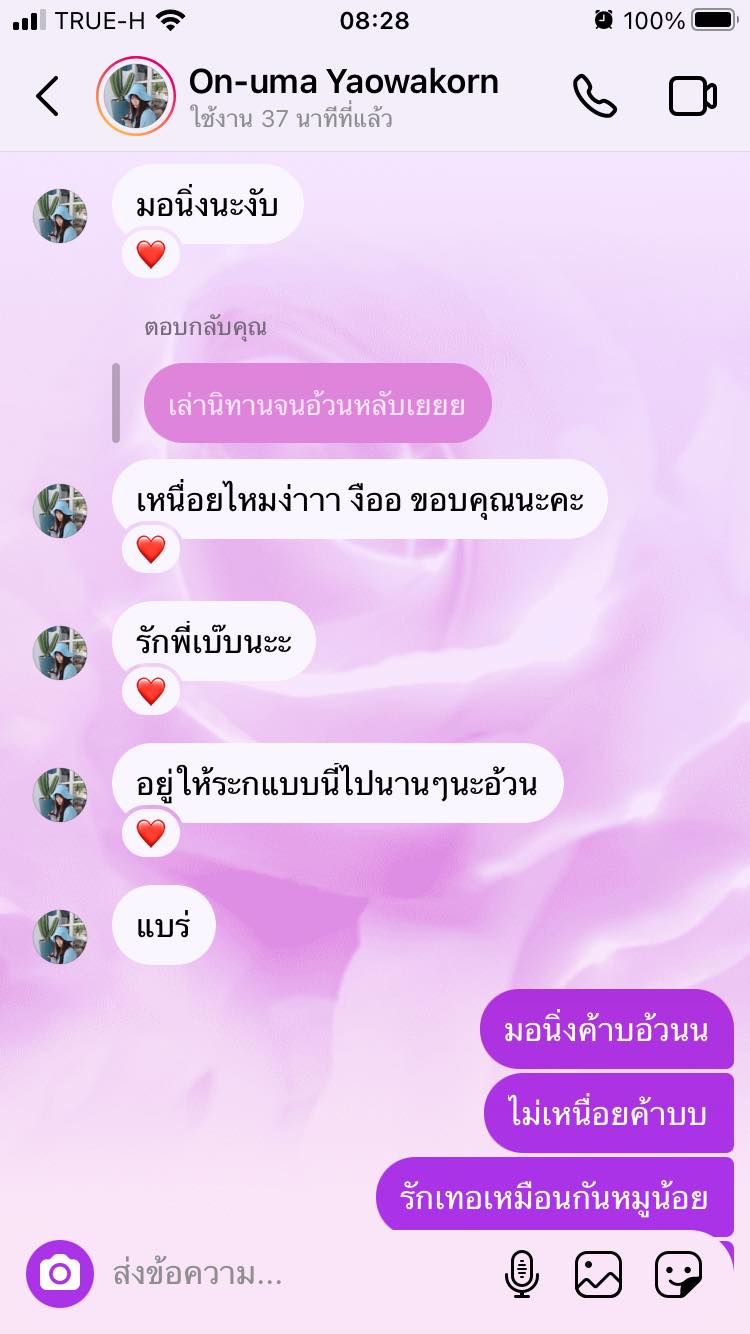 TRUE-H 08:28 100%
On-uma Yaowakorn
ใช้งาน 37 นาทีที่แล้ว
มอนิ่งนะงับ
ตอบกลับคุณ
เล่านิทานจนอ้วนหลับเยยย
เหนื่อยไหมง่าาา งืออ ขอบคุณนะคะ
รักพี่เบ๊บนะะ
อยู่ให้ระกแบบนี้ไปนานๆนะอ้วน
แบร่
มอนิ่งค้าบอ้วนน
ไม่เหนื่อยค้าบบ
รักเทอเหมือนกันหมูน้อย
ส่งข้อความ...